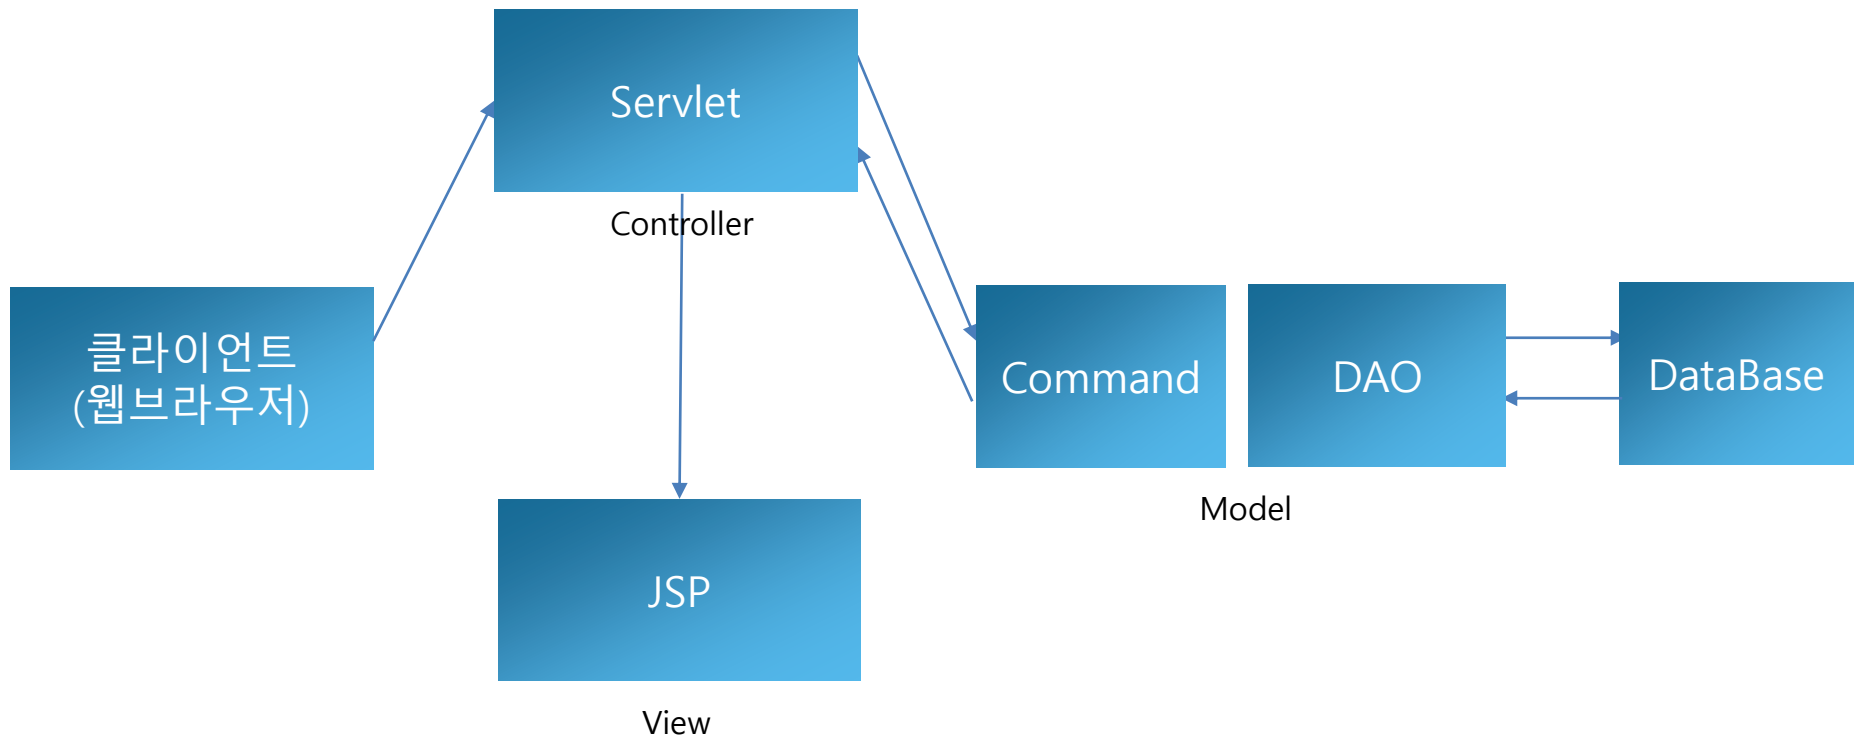 Servlet
Controller
클라이언트
(웹브라우저)
Command
DAO
DataBase
Model
JSP
View